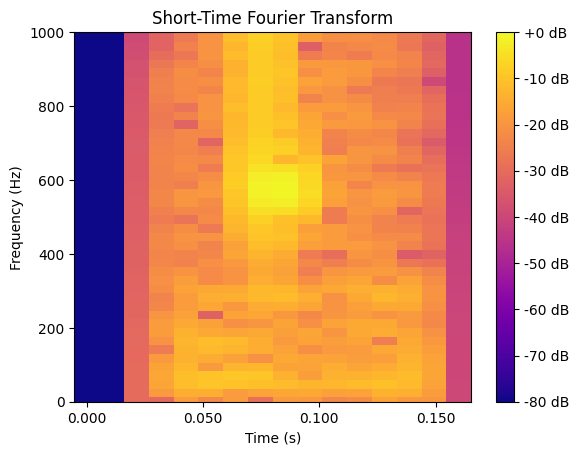 Short-Time Fourier Transform
1000
800
600
400
200
0
Frequency (Hz)
0.000
0.050
0.100
0.150
Time (s)
+0 dB
-10 dB
-20 dB
-30 dB
-40 dB
-50 dB
-60 dB
-70 dB
-80 dB